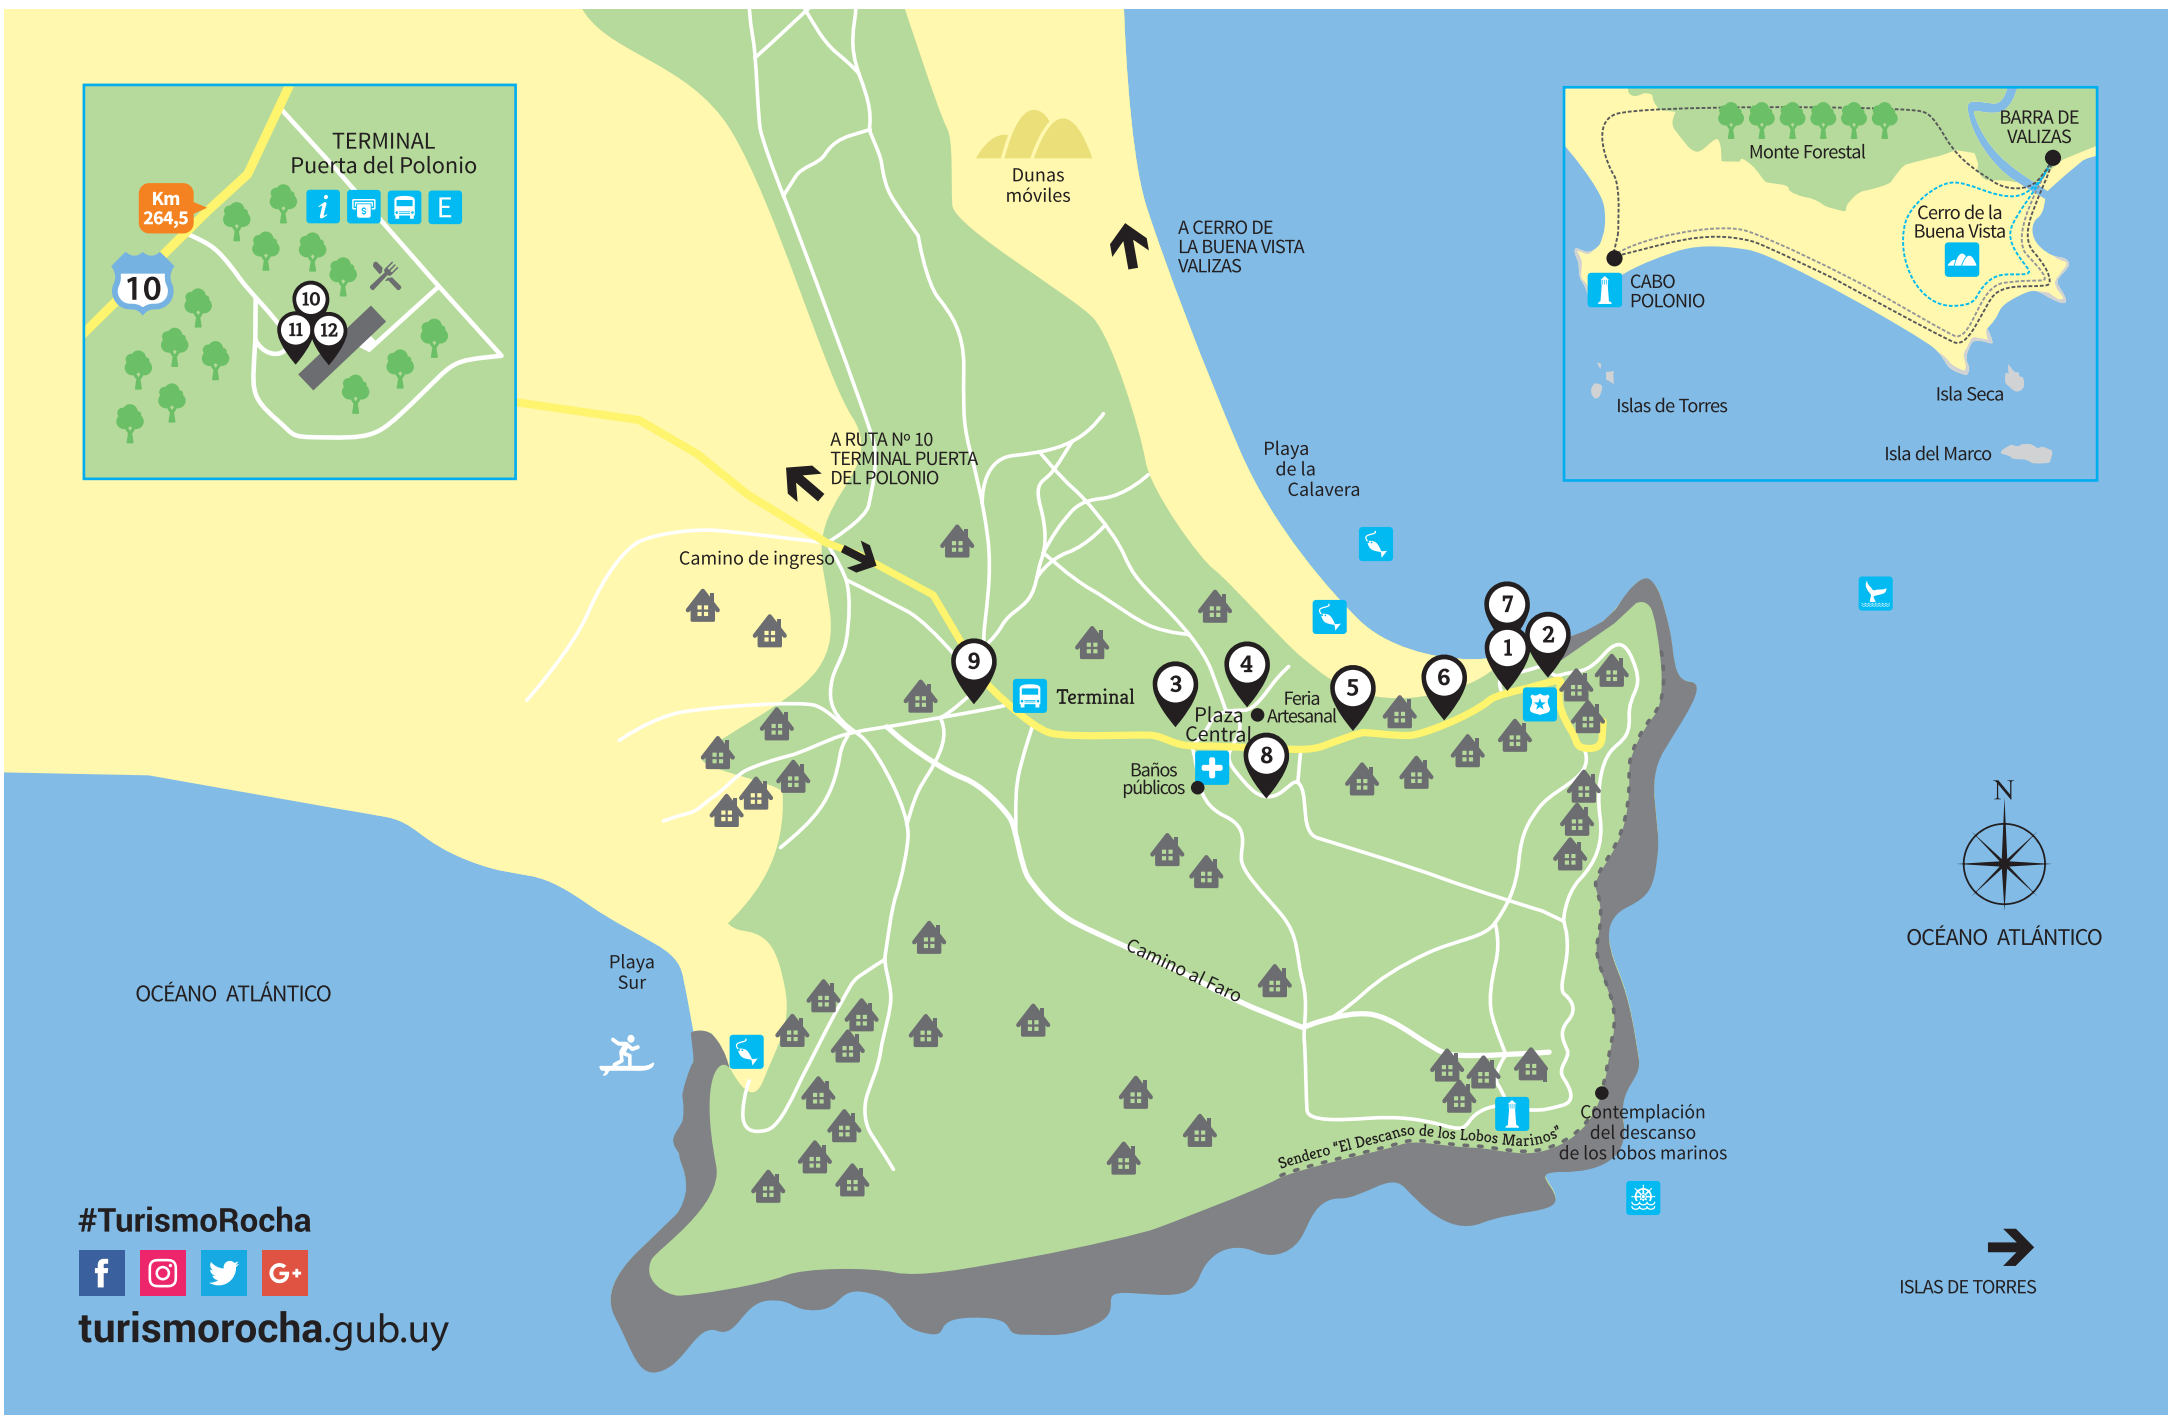 TERMINAL
Puerta del Polonio
i
$
E
Km
264,5
10
10
11
12
Dunas
móviles
A CERRO DE
LA BUENA VISTA
VALIZAS
BARRA DE
VALIZAS
Monte Forestal
Cerro de la
Buena Vista
CABO
POLONIO
Islas de Torres
Isla Seca
Isla del Marco
A RUTA Nº 10
TERMINAL PUERTA
DEL POLONIO
Camino de ingreso
Playa
de la
Calavera
7
1
2
9
Terminal
3
4
5
6
Feria
Artesanal
Plaza
Central
8
Baños
públicos
N
OCÉANO ATLÁNTICO
Camino al Faro
Playa
Sur
OCÉANO ATLÁNTICO
Contemplación
del descanso
de los lobos marinos
Sendero "El Descanso de los Lobos Marinos"
ISLAS DE TORRES
#TurismoRocha
f
G+
turismorocha.gub.uy